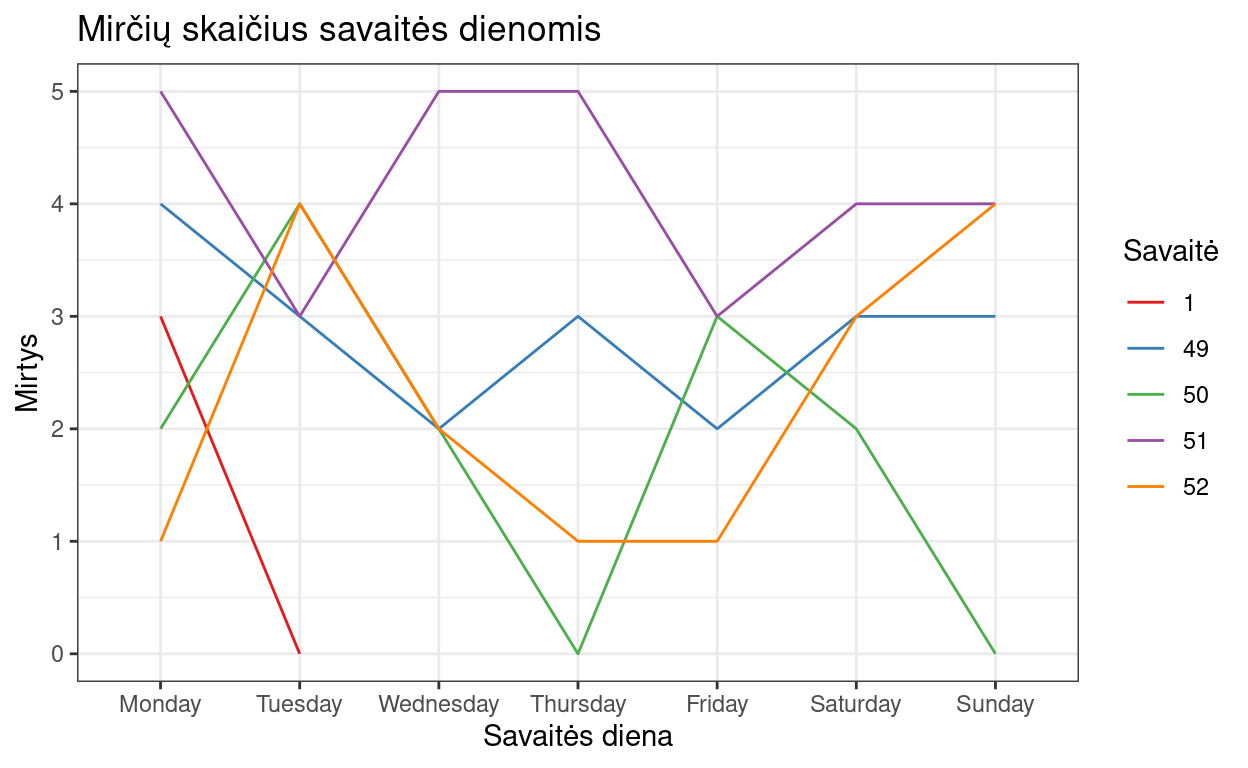 Mirčių skaičius savaitės dienomis
Mirtys
5
4
3
2
1
0
Monday Tuesday Wednesday Thursday Friday Saturday Sunday
Savaitės diena
Savaitė
1
49
50
51
52